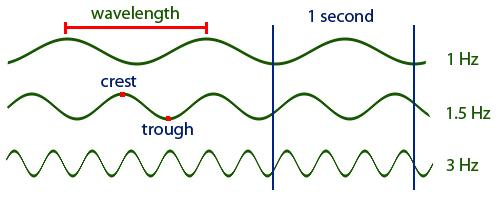 wavelength
1 second
1 Hz
crest
trough
1.5 Hz
3 Hz